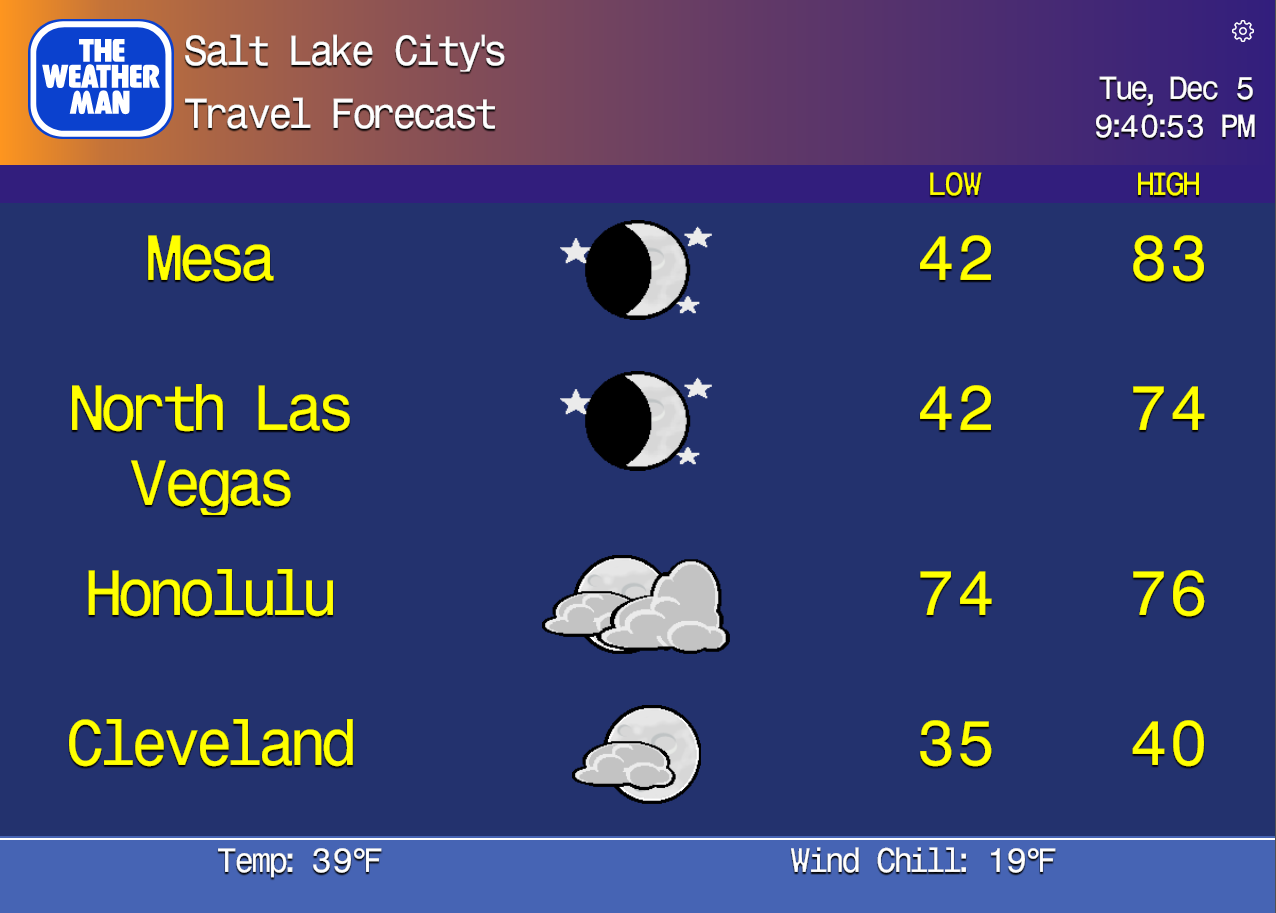 THE
WEATHER
MAN
Salt Lake City's
Travel Forecast
Tue, Dec 5
9:40:53 PM
LOW HIGH
Mesa 42 83
North Las 42 74
Vegas
Honolulu 74 76
Cleveland 35 40
Temp: 39°F Wind Chill: 19°F